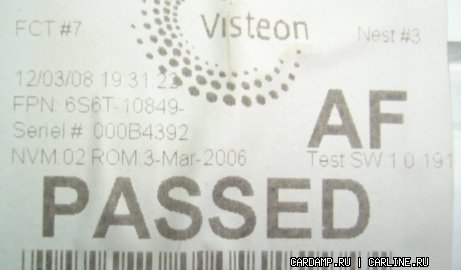 FCT #7 Visteon Nest #3
12/03/08 19:31:22
FPN: 6S6T-10849-
Seriel #: 000B4392 AF
NVM:02 ROM:3-Mar-2006 Test SW:1.0.191
PASSED
CARDAMP.RU | CARLINE.RU